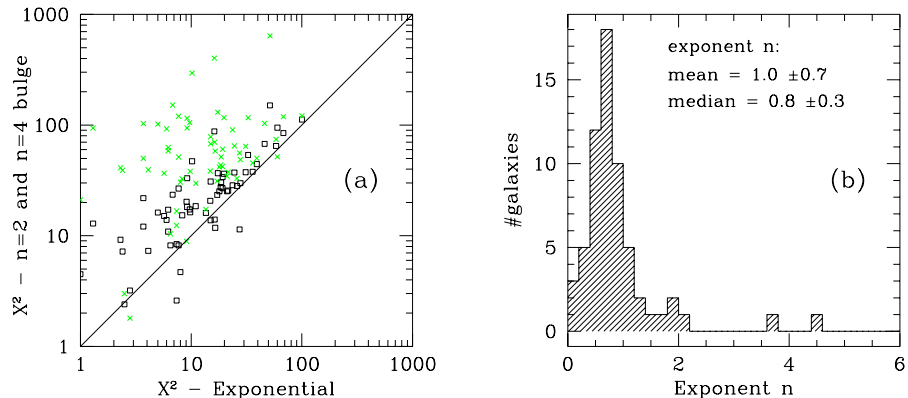 1000
100
10
1
X² − n=2 and n=4 bulge
(a)
1 10 100 1000
X² − Exponential
15
10
5
0
#galaxies
exponent n:
mean = 1.0 ±0.7
median = 0.8 ±0.3
(b)
0 2 4 6
Exponent n